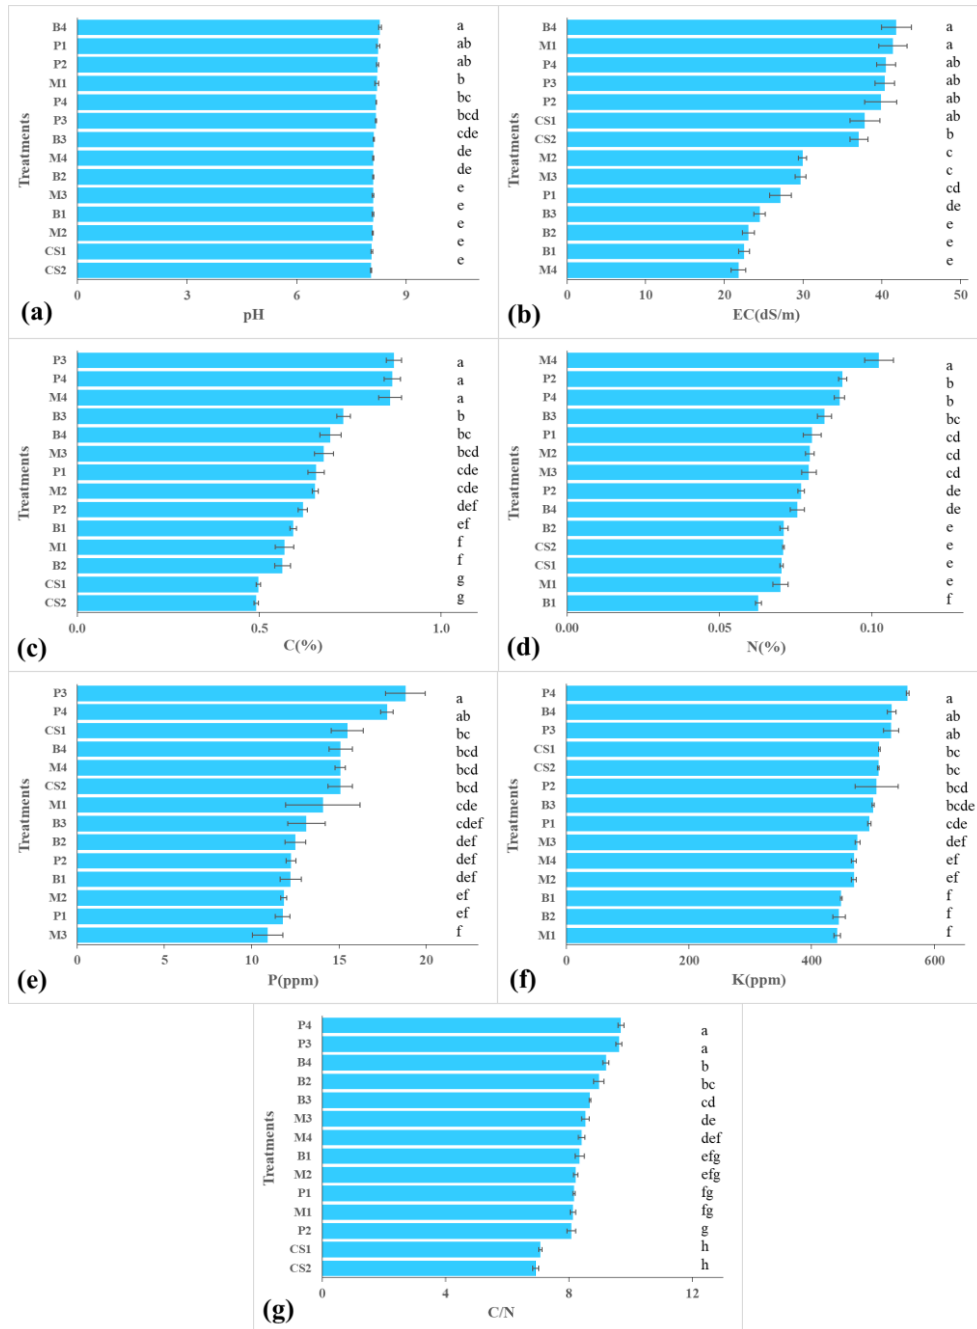 Treatments
B4 a
P1 ab
P2 ab
M1 b
P4 bc
P3 bcd
B3 cde
M4 de
B2 de
M3 e
B1 e
M2 e
CS1 e
CS2 e
0 3 6 9
(a) pH
Treatments
B4 a
M1 a
P4 ab
P3 ab
P2 ab
CS1 ab
CS2 b
M2 c
M3 c
P1 cd
B3 de
B2 e
B1 e
M4 e
0 10 20 30 40 50
(b) EC(dS/m)
Treatments
P3 a
P4 a
M4 a
B3 b
B4 bc
M3 bcd
P1 cde
M2 cde
P2 def
B1 ef
M1 f
B2 f
CS1 g
CS2 g
0.0 0.5 1.0
(c) C(%)
Treatments
M4 a
P2 b
P4 b
B3 bc
P1 cd
M2 cd
M3 cd
P2 de
B4 de
B2 e
CS2 e
CS1 e
M1 e
B1 f
0.00 0.05 0.10
(d) N(%)
Treatments
P3 a
P4 ab
CS1 bc
B4 bcd
M4 bcd
CS2 bcd
M1 cde
B3 cdef
B2 def
P2 def
B1 def
M2 ef
P1 ef
M3 f
0 5 10 15 20
(e) P(ppm)
Treatments
P4 a
B4 ab
P3 ab
CS1 bc
CS2 bc
P2 bcd
B3 bcde
P1 cde
M3 def
M4 ef
M2 ef
B1 f
B2 f
M1 f
0 200 400 600
(f) K(ppm)
Treatments
P4 a
P3 a
B4 b
B2 bc
B3 cd
M3 de
M4 def
B1 efg
M2 efg
P1 fg
M1 fg
P2 g
CS1 h
CS2 h
0 4 8 12
(g) C/N